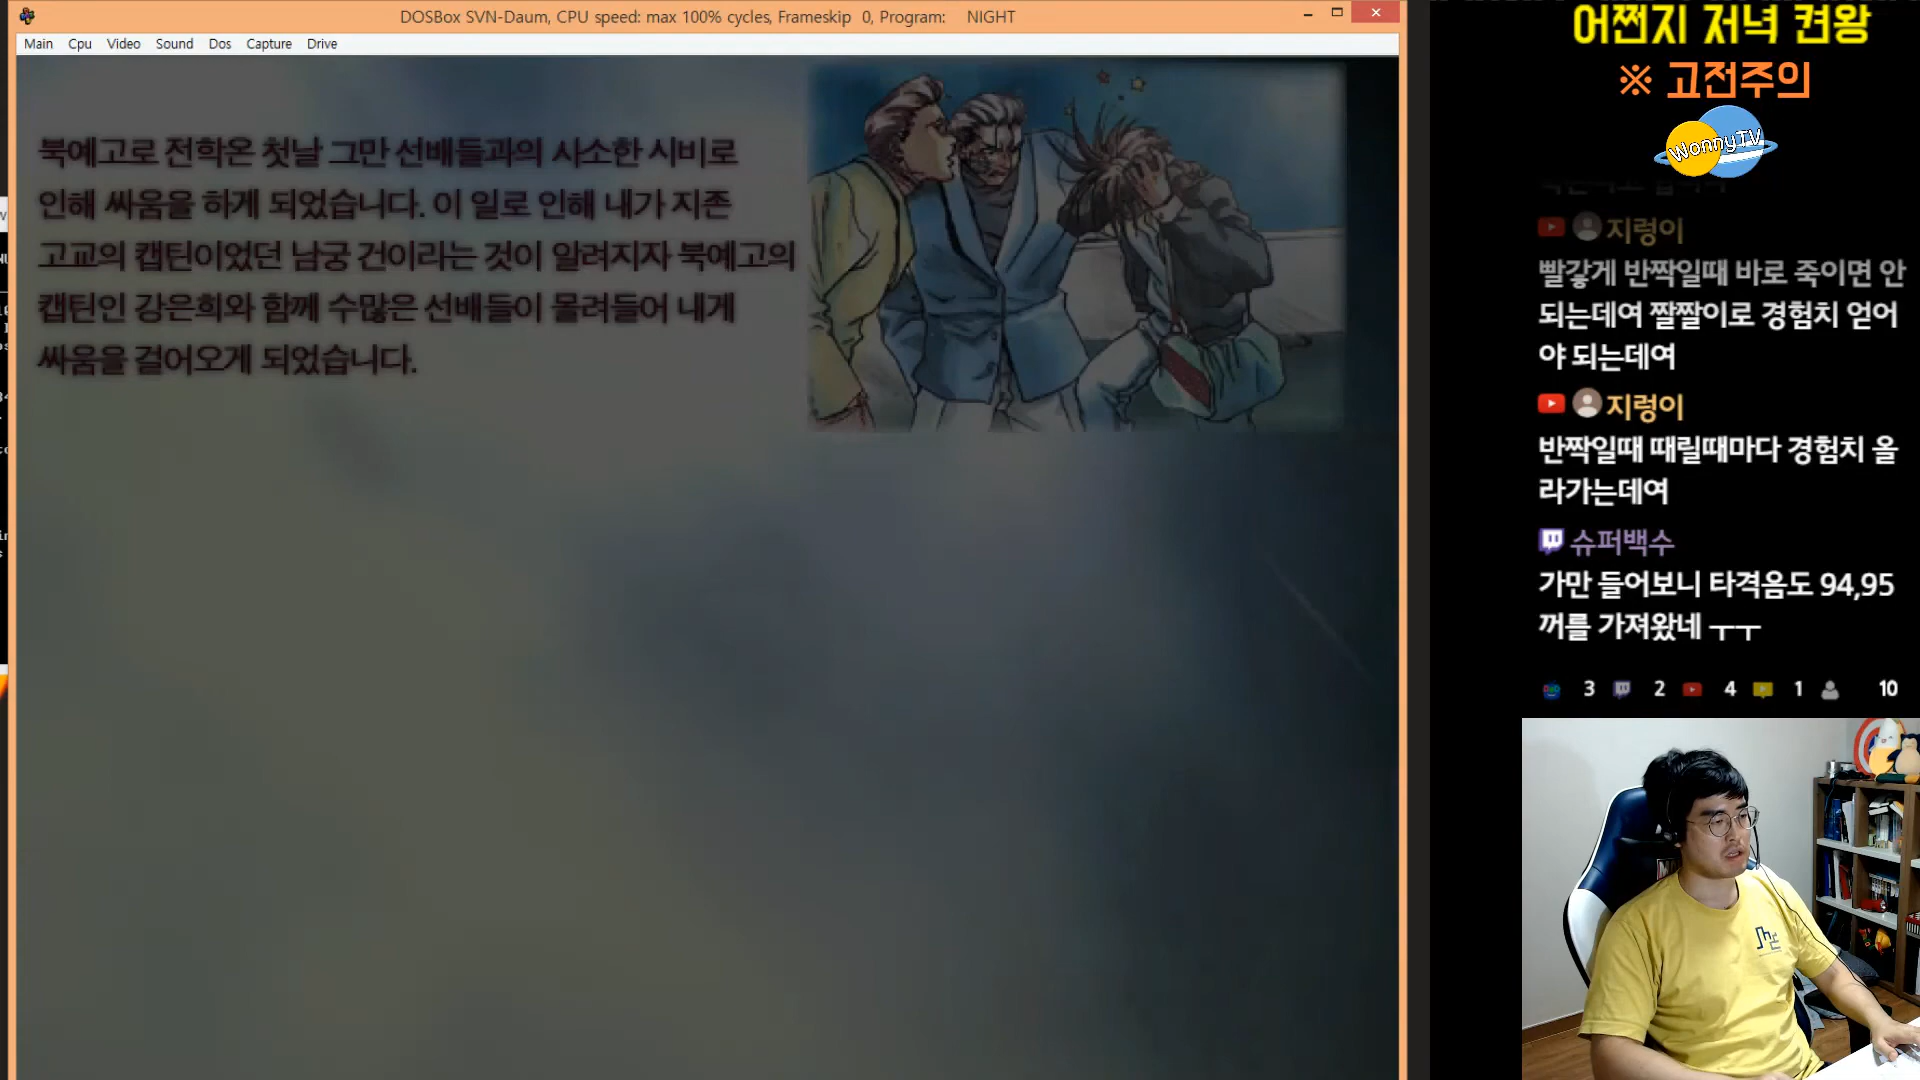 DOSBox SVN-Daum, CPU speed: max 100% cycles, Frameskip 0, Program: NIGHT
Main Cpu Video Sound Dos Capture Drive
북예고로 전학온 첫날 그만 선배들과의 사소한 시비로
인해 싸움을 하게 되었습니다. 이 일로 인해 내가 지존
고교의 캡틴이었던 남궁 건이라는 것이 알려지자 북예고의
캡틴인 강은희와 함께 수많은 선배들이 몰려들어 내게
싸움을 걸어오게 되었습니다.
어쩐지 저녁 켠왕
※ 고전주의
WonnyTV
지렁이
빨갛게 반짝일때 바로 죽이면 안
되는데여 짤짤이로 경험치 얻어
야 되는데여
지렁이
반짝일때 때릴때마다 경험치 올
라가는데여
슈퍼백수
가만 들어보니 타격음도 94,95
꺼를 가져왔네 ㅜㅜ
3 2 4 1 10